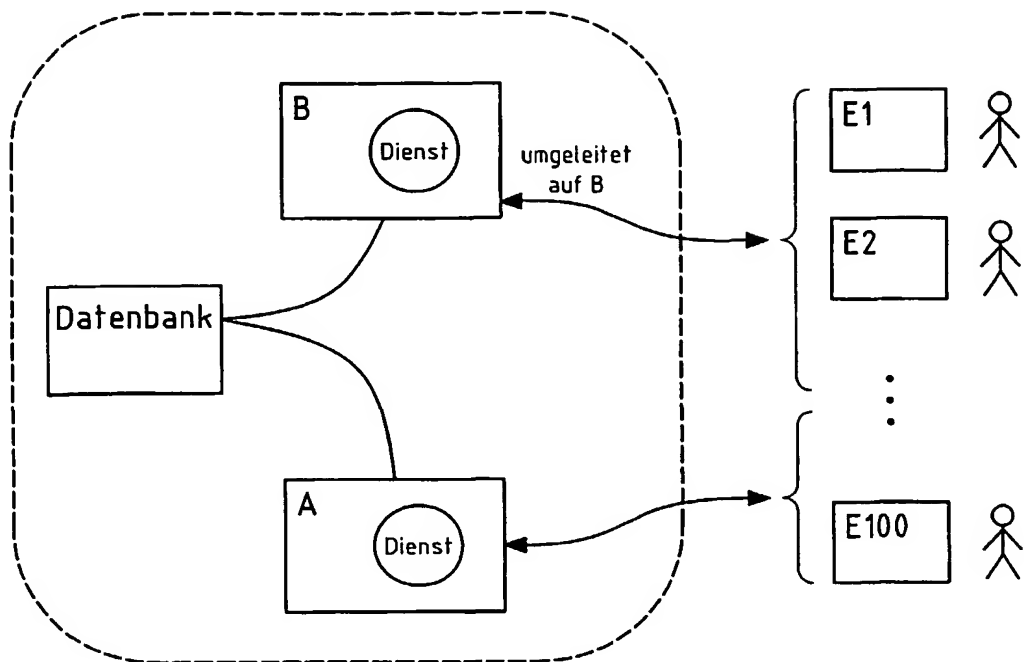 B
Dienst
umgeleitet
auf B
E1
E2
Datenbank
A
Dienst
E100